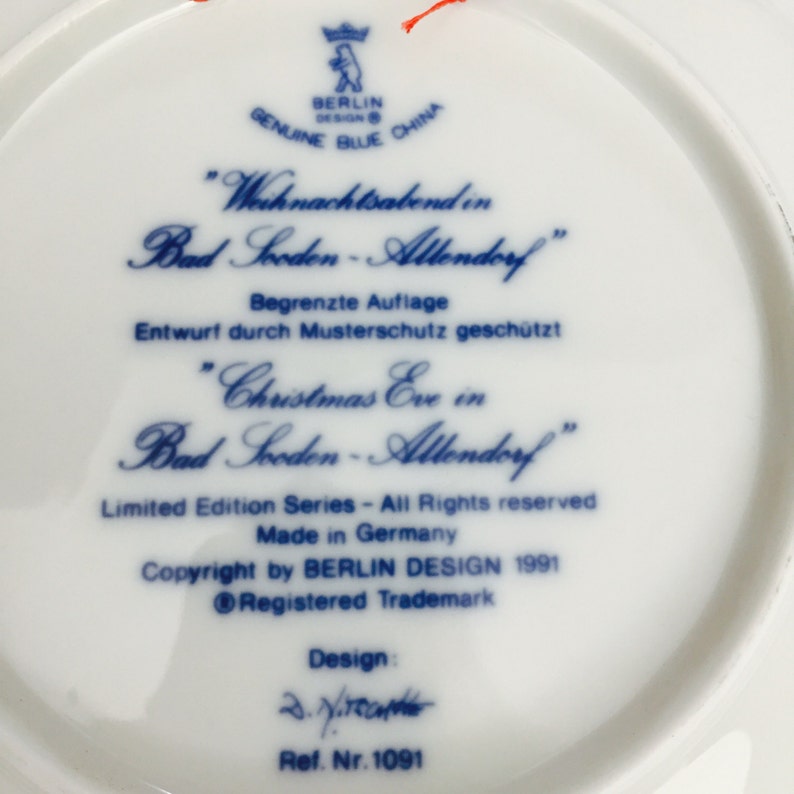 BERLIN
DESIGN ®
GENUINE BLUE CHINA
"Weihnachtsabend in
Bad Sooden - Allendorf"
Begrenzte Auflage
Entwurf durch Musterschutz geschützt
"Christmas Eve in
Bad Sooden - Allendorf"
Limited Edition Series - All Rights reserved
Made in Germany
Copyright by BERLIN DESIGN 1991
® Registered Trademark
Design:
Ref. Nr. 1091